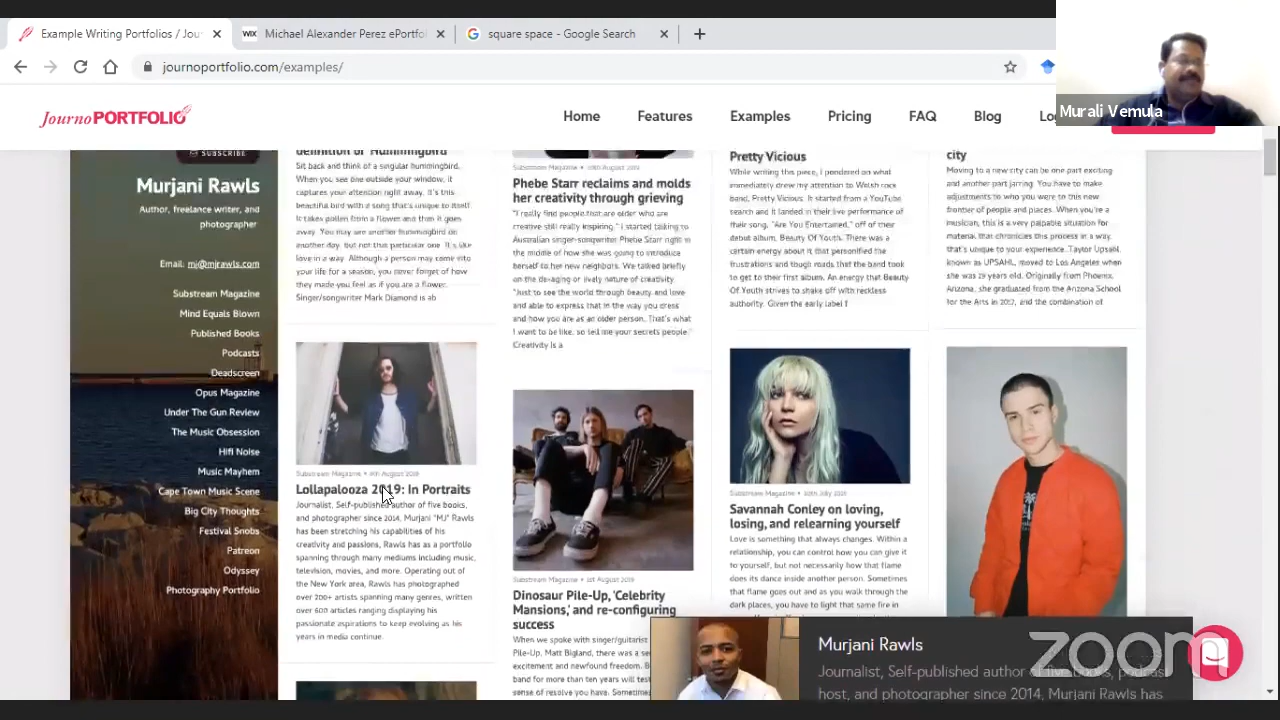 Example Writing Portfolios / Jou
Michael Alexander Perez ePortfo
square space - Google Search
journoportfolio.com/examples/
Murali Vemula
Journo PORTFOLIO
Home
Features
Examples
Pricing
FAQ
Blog
SUBSCRIBE
Murjani Rawls
Author, freelance writer, and
photographer
Email: mj@mjrawls.com
Substream Magazine
Mind Equals Blown
Published Books
Podcasts
Deadscreen
Opus Magazine
Under The Gun Review
The Music Obsession
Hifi Noise
Music Mayhem
Cape Town Music Scene
Big City Thoughts
Festival Snobs
Patreon
Odyssey
Photography Portfolio
definition of 'Hummingbird'
Sit back and think of a singular hummingbird.
When you see one outside your window, it
captures your attention right away. It's this
beautiful bird with a song that's unique to itself.
It takes pollen from a flower and then it goes
away. You may see another hummingbird on
another day, but not that particular one. It's like
love in a way. Although a person may come into
your life for a season, you never forget of how
they made you feel as if you are a flower.
Singer/songwriter Mark Diamond is ab
Substream Magazine • 4th August 2019
Lollapalooza 2019: In Portraits
Journalist, Self-published author of five books,
and photographer since 2014, Murjani "MJ" Rawls
has been stretching his capabilities of his
creativity and passions, Rawls has as a portfolio
spanning through many mediums including music,
television, movies, and more. Operating out of
the New York area, Rawls has photographed
over 200+ artists spanning many genres, written
over 600 articles ranging displaying his
passionate aspirations to keep evolving as his
years in media continue.
Phebe Starr reclaims and molds
her creativity through grieving
"I really find people that are older who are
creative still really inspiring." I started talking to
Australian singer-songwriter Phebe Starr right in
the middle of how she was going to introduce
herself to her new neighbors. We talked briefly
on the de-aging or lively nature of creativity
"Just to see the world through beauty and love
and able to express that in the way you dress
and how you are as an older person. That's what
I want to be like, so tell me your secrets people."
Creativity is a
Substream Magazine • 1st August 2019
Dinosaur Pile-Up, 'Celebrity
Mansions,' and re-configuring
success
When we spoke with singer/guitarist
Pile-Up, Matt Bigland, there was a se
excitement and newfound freedom. B
band for more than ten years will test
sense of resolve you have. Sometime
Pretty Vicious
While writing this piece, I pondered on what
immediately drew my attention to Welsh rock
band, Pretty Vicious. It started from a YouTube
search and it landed in their live performance of
their song, "Are You Entertained," off of their
debut album, Beauty Of Youth. There was a
certain energy about it that personified the
frustrations and tough roads that the band took
to get to their first album. An energy that Beauty
Of Youth strives to shake off with reckless
authority. Given the early label f
Substream Magazine • 30th July 2019
Savannah Conley on loving,
losing, and relearning yourself
Love is something that always changes. Within a
relationship, you can control how you can give it
to yourself, but not necessarily how that flame
does its dance inside another person. Sometimes
that flame goes out and as you walk through the
dark places, you have to light that same fire in
city
Moving to a new city can be one part exciting
and another part jarring. You have to make
adjustments to who you were to this new
frontier of people and places. When you're a
musician, this is a very palpable situation for
material that chronicles this process in a way,
that's unique to your experience. Taylor Upsahl,
known as UPSAHL, moved to Los Angeles when
she was 19 years old. Originally from Phoenix,
Arizona, she graduated from the Arizona School
for the Arts in 2017, and the combination of
Murjani Rawls
Journalist, Self-published author of five books, podcast
host, and photographer since 2014, Murjani Rawls has
zoom